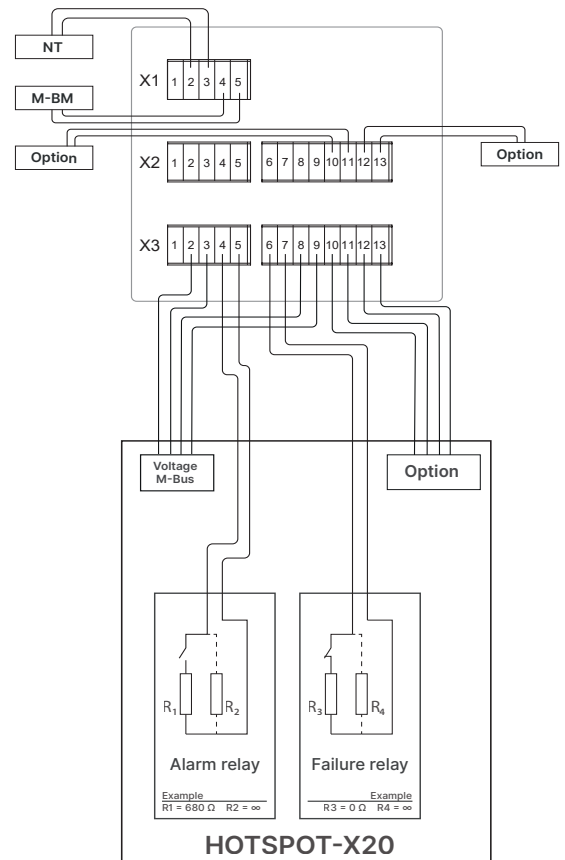 NT
X1 1 2 3 4 5
M-BM
Option
Option
X2 1 2 3 4 5 6 7 8 9 10 11 12 13
X3 1 2 3 4 5 6 7 8 9 10 11 12 13
Voltage
M-Bus
Option
R1 R2
R3 R4
Alarm relay
Failure relay
Example
R1 = 680 Ω R2 = ∞
Example
R3 = 0 Ω R4 = ∞
HOTSPOT-X20